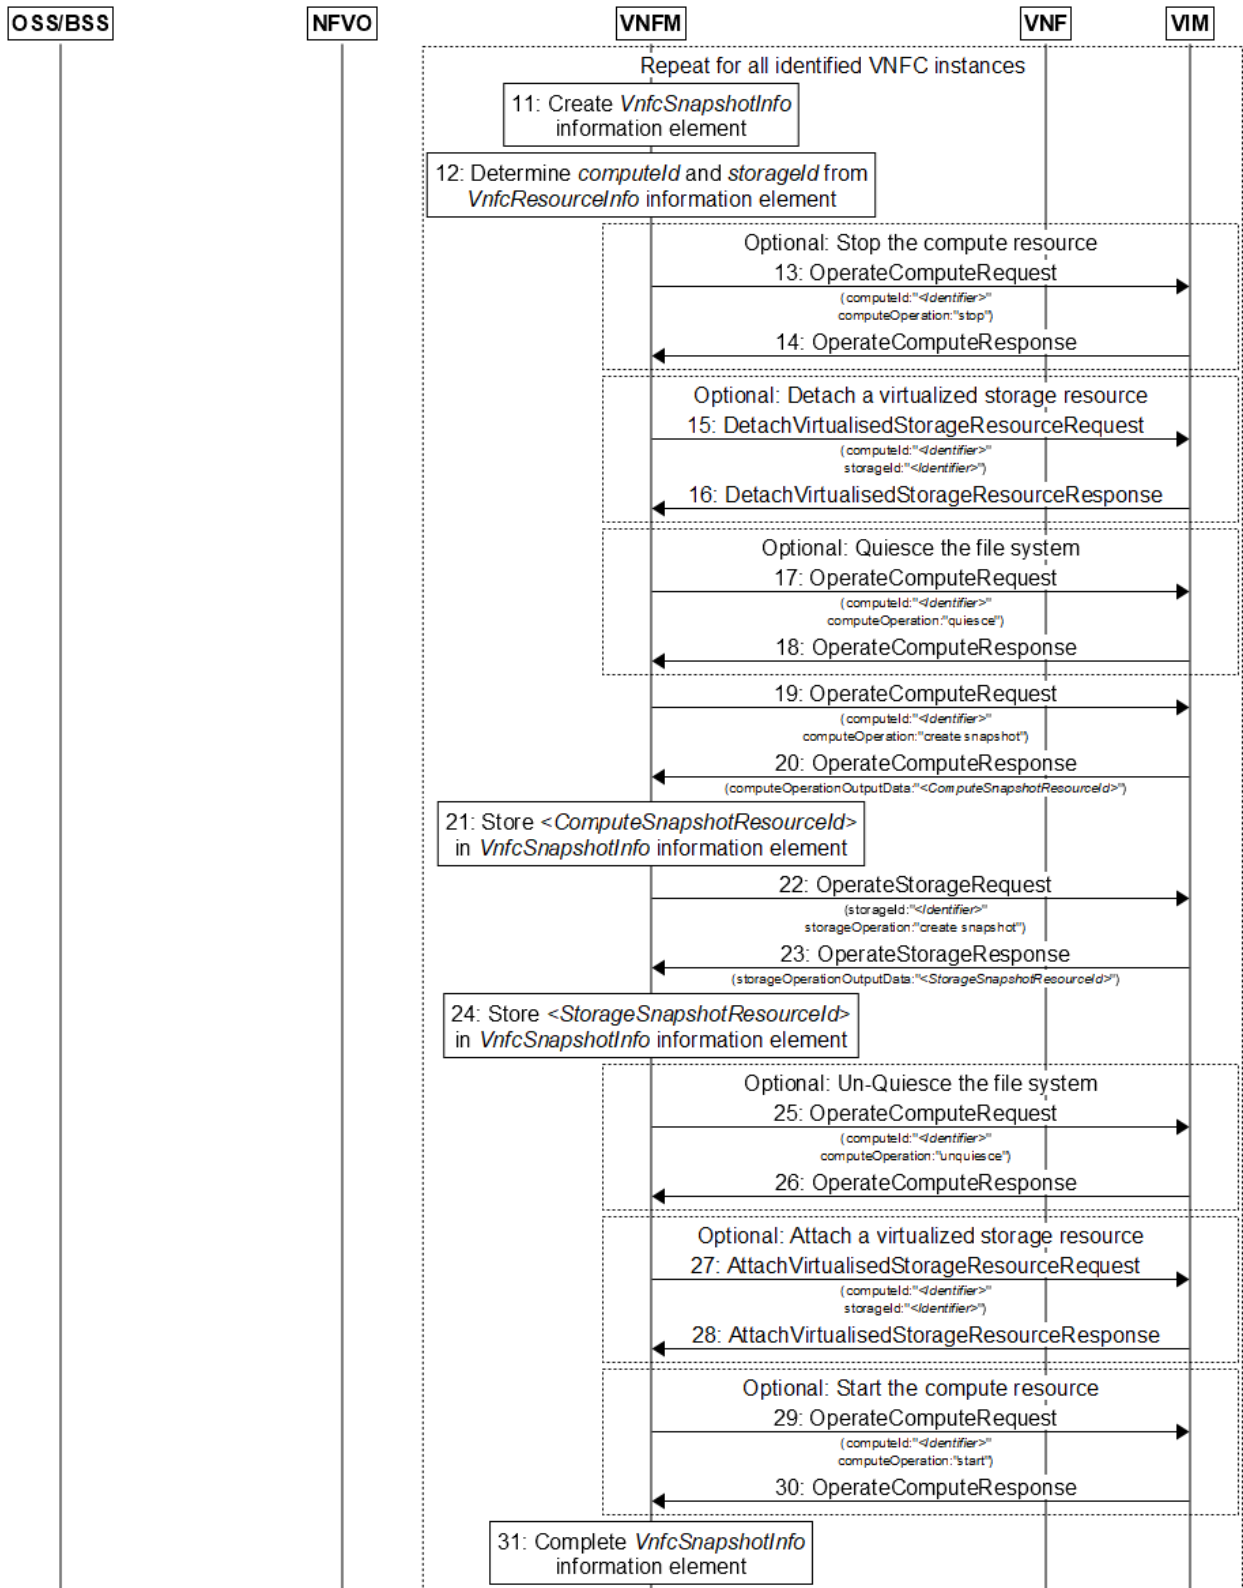 OSS/BSS
NFVO
VNFM
VNF
VIM
Repeat for all identified VNFC instances
11: Create VnfcSnapshotInfo
information element
12: Determine computeId and storageId from
VnfcResourceInfo information element
Optional: Stop the compute resource
13: OperateComputeRequest
(computeId:"<Identifier>"
computeOperation:"stop")
14: OperateComputeResponse
Optional: Detach a virtualized storage resource
15: DetachVirtualisedStorageResourceRequest
(computeId:"<Identifier>"
storageId:"<Identifier>")
16: DetachVirtualisedStorageResourceResponse
Optional: Quiesce the file system
17: OperateComputeRequest
(computeId:"<Identifier>"
computeOperation:"quiesce")
18: OperateComputeResponse
19: OperateComputeRequest
(computeId:"<Identifier>"
computeOperation:"create snapshot")
20: OperateComputeResponse
(computeOperationOutputData:"<ComputeSnapshotResourceId>")
21: Store <ComputeSnapshotResourceId>
in VnfcSnapshotInfo information element
22: OperateStorageRequest
(storageId:"<Identifier>"
storageOperation:"create snapshot")
23: OperateStorageResponse
(storageOperationOutputData:"<StorageSnapshotResourceId>")
24: Store <StorageSnapshotResourceId>
in VnfcSnapshotInfo information element
Optional: Un-Quiesce the file system
25: OperateComputeRequest
(computeId:"<Identifier>"
computeOperation:"unquiesce")
26: OperateComputeResponse
Optional: Attach a virtualized storage resource
27: AttachVirtualisedStorageResourceRequest
(computeId:"<Identifier>"
storageId:"<Identifier>")
28: AttachVirtualisedStorageResourceResponse
Optional: Start the compute resource
29: OperateComputeRequest
(computeId:"<Identifier>"
computeOperation:"start")
30: OperateComputeResponse
31: Complete VnfcSnapshotInfo
information element